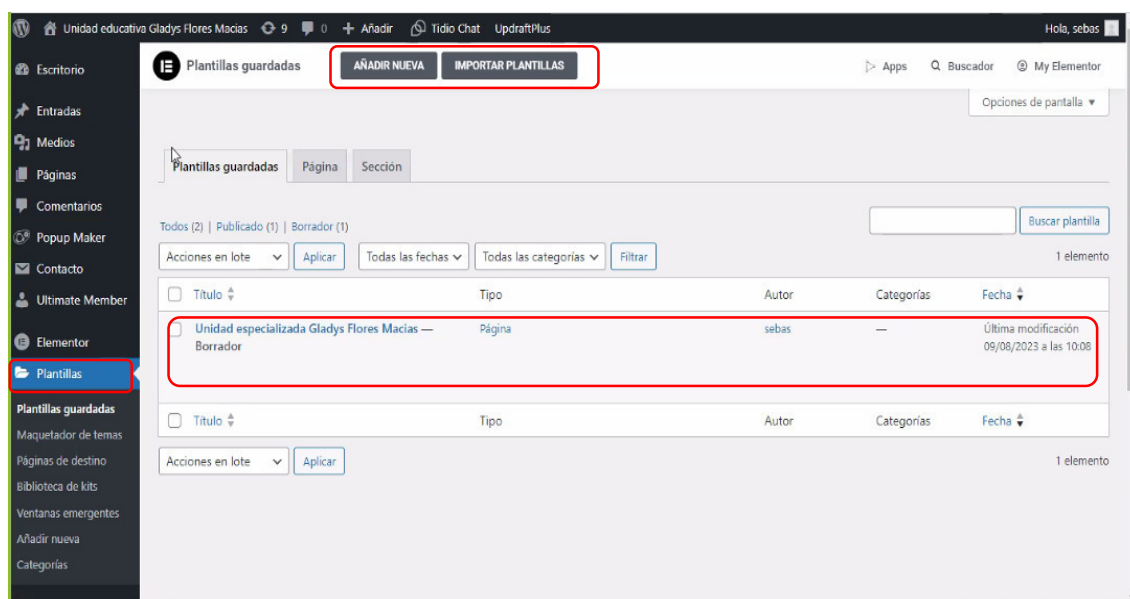 Unidad educativa Gladys Flores Macias 9 0 + Añadir Tidio Chat UpdraftPlus Hola, sebas
Escritorio
Entradas
Medios
Páginas
Comentarios
Popup Maker
Contacto
Ultimate Member
Elementor
Plantillas
Plantillas guardadas
Maquetador de temas
Páginas de destino
Biblioteca de kits
Ventanas emergentes
Añadir nueva
Categorías
Plantillas guardadas AÑADIR NUEVA IMPORTAR PLANTILLAS Apps Buscador My Elementor
Opciones de pantalla
Plantillas guardadas Página Sección
Todos (2) | Publicado (1) | Borrador (1) Buscar plantilla
Acciones en lote Aplicar Todas las fechas Todas las categorías Filtrar 1 elemento
Título Tipo Autor Categorías Fecha
Unidad especializada Gladys Flores Macias — Página sebas — Última modificación
Borrador 09/08/2023 a las 10:08
Título Tipo Autor Categorías Fecha
Acciones en lote Aplicar 1 elemento